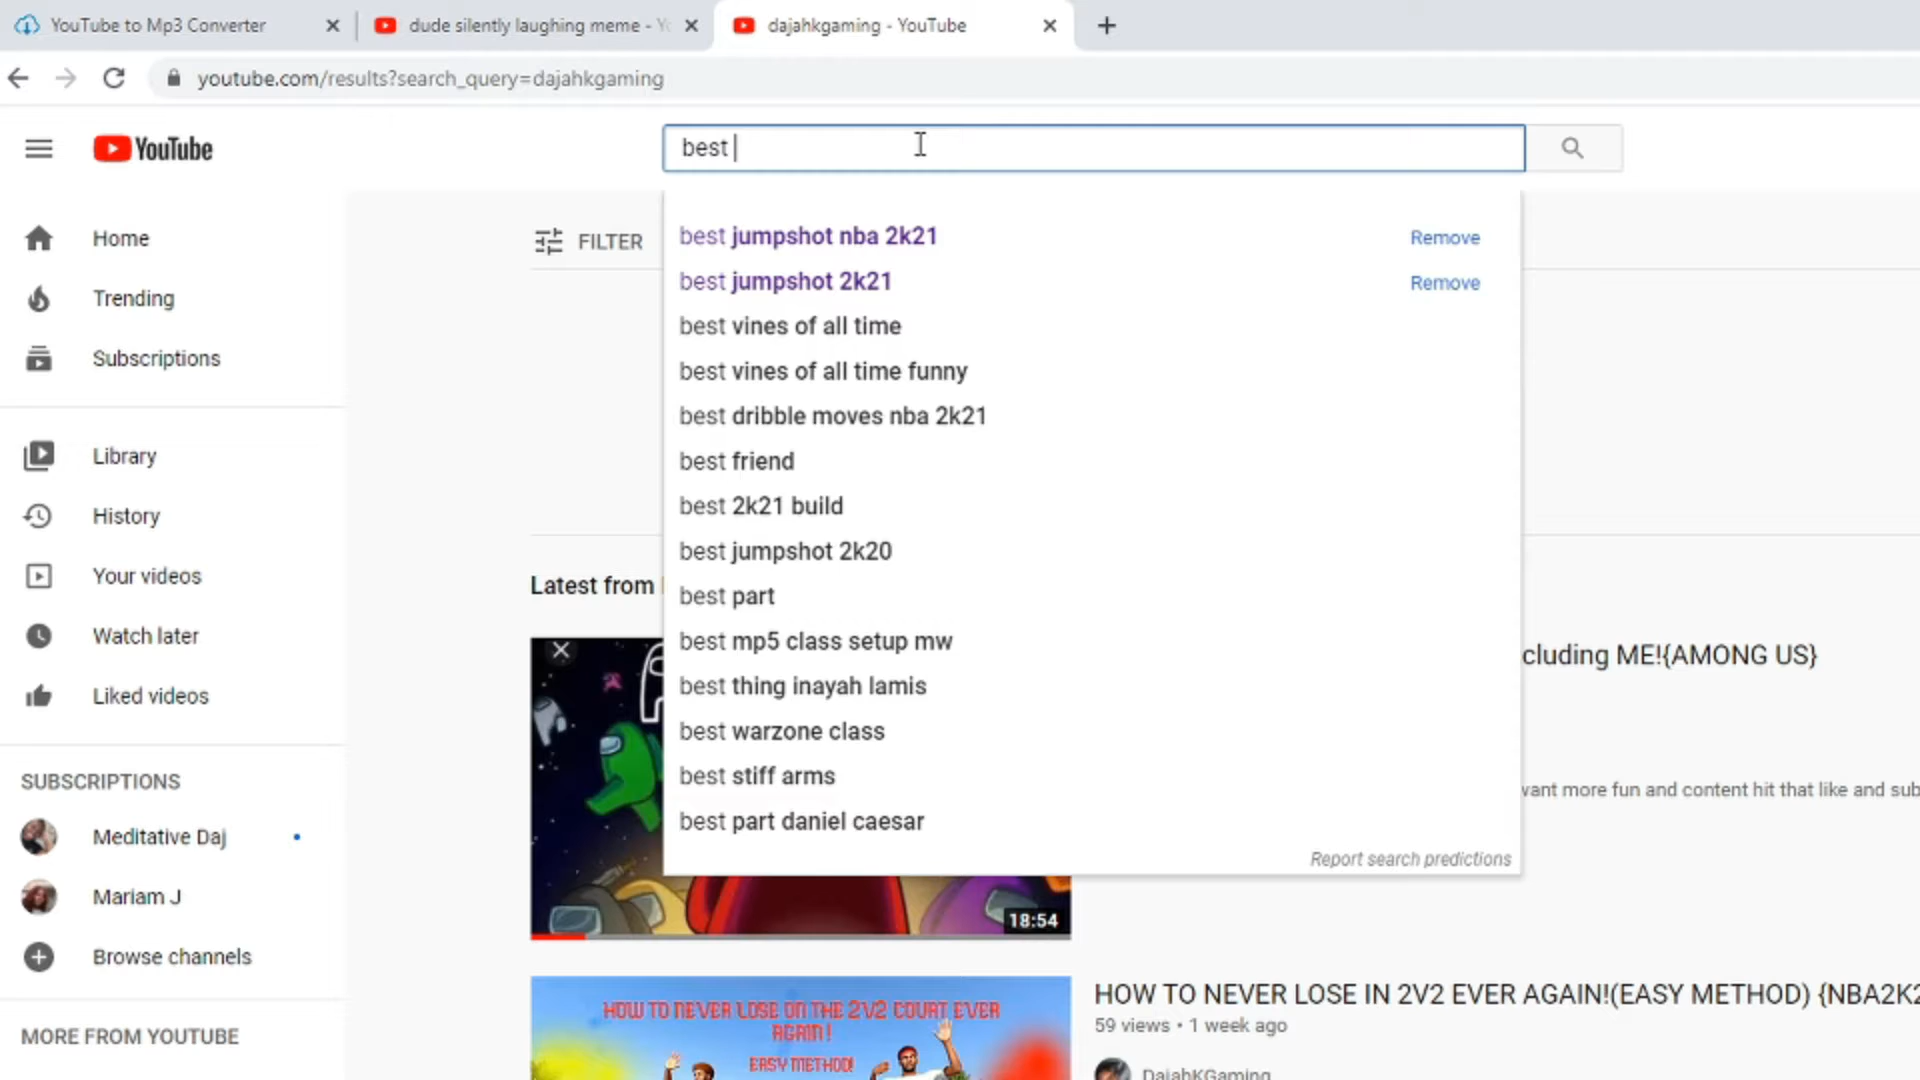 YouTube to Mp3 Converter
dude silently laughing meme - Yo
dajahkgaming - YouTube
youtube.com/results?search_query=dajahkgaming
YouTube
best
Home
Trending
Subscriptions
Library
History
Your videos
Watch later
Liked videos
SUBSCRIPTIONS
Meditative Daj
Mariam J
Browse channels
MORE FROM YOUTUBE
FILTER
best jumpshot nba 2k21 Remove
best jumpshot 2k21 Remove
best vines of all time
best vines of all time funny
best dribble moves nba 2k21
best friend
best 2k21 build
best jumpshot 2k20
best part
best mp5 class setup mw
best thing inayah lamis
best warzone class
best stiff arms
best part daniel caesar
Report search predictions
Latest from
cluding ME!{AMONG US}
want more fun and content hit that like and sub
18:54
HOW TO NEVER LOSE ON THE 2V2 COURT EVER
AGAIN!
EASY METHOD!
HOW TO NEVER LOSE IN 2V2 EVER AGAIN!(EASY METHOD) {NBA2K2
59 views • 1 week ago
DajahKGaming